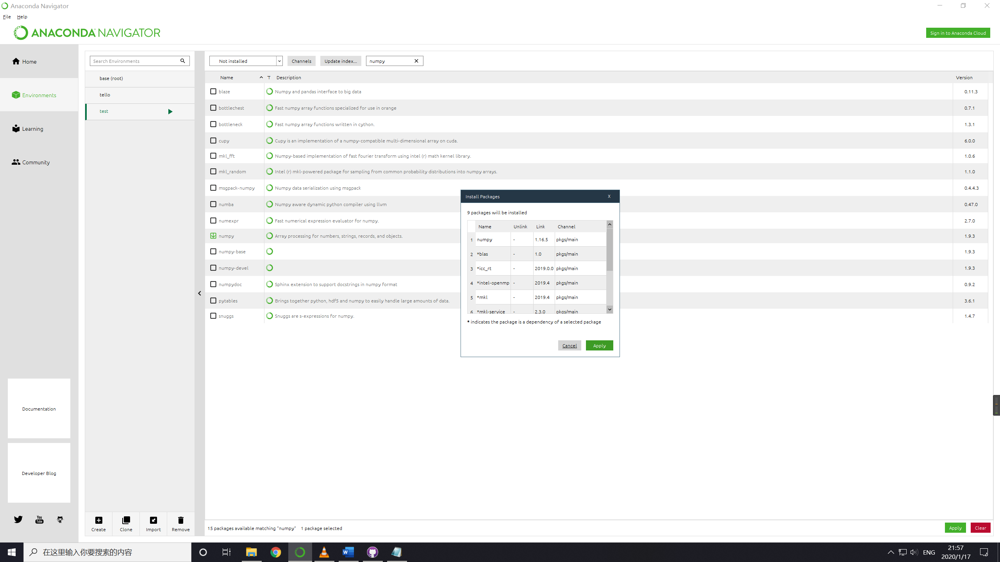 Anaconda Navigator
File Help
ANACONDA NAVIGATOR
Sign in to Anaconda Cloud
Home
Environments
Learning
Community
Documentation
Developer Blog
You Tube
Search Environments
base (root)
tello
test
Create Clone Import Remove
Not installed Channels Update index... numpy
Name T Description Version
blaze Numpy and pandas interface to big data 0.11.3
bottlechest Fast numpy array functions specialized for use in orange 0.7.1
bottleneck Fast numpy array functions written in cython. 1.3.1
cupy Cupy is an implementation of a numpy-compatible multi-dimensional array on cuda. 6.0.0
mkl_fft Numpy-based implementation of fast fourier transform using intel (r) math kernel library. 1.0.6
mkl_random Intel (r) mkl-powered package for sampling from common probability distributions into numpy arrays. 1.1.0
msgpack-numpy Numpy data serialization using msgpack 0.4.4.3
numba Numpy aware dynamic python compiler using llvm 0.47.0
numexpr Fast numerical expression evaluator for numpy. 2.7.0
numpy Array processing for numbers, strings, records, and objects. 1.9.3
numpy-base 1.9.3
numpy-devel 1.9.3
numpydoc Sphinx extension to support docstrings in numpy format 0.9.2
pytables Brings together python, hdf5 and numpy to easily handle large amounts of data. 3.6.1
snuggs Snuggs are s-expressions for numpy. 1.4.7
Install Packages X
9 packages will be installed
Name Unlink Link Channel
1 numpy - 1.16.5 pkgs/main
2 *blas - 1.0 pkgs/main
3 *icc_rt - 2019.0.0 pkgs/main
4 *intel-openmp - 2019.4 pkgs/main
5 *mkl - 2019.4 pkgs/main
6 *mkl-service - 2.3.0 pkgs/main
* indicates the package is a dependency of a selected package
Cancel Apply
15 packages available matching "numpy" 1 package selected
Apply Clear
在这里输入你要搜索的内容
ENG
21:57
2020/1/17